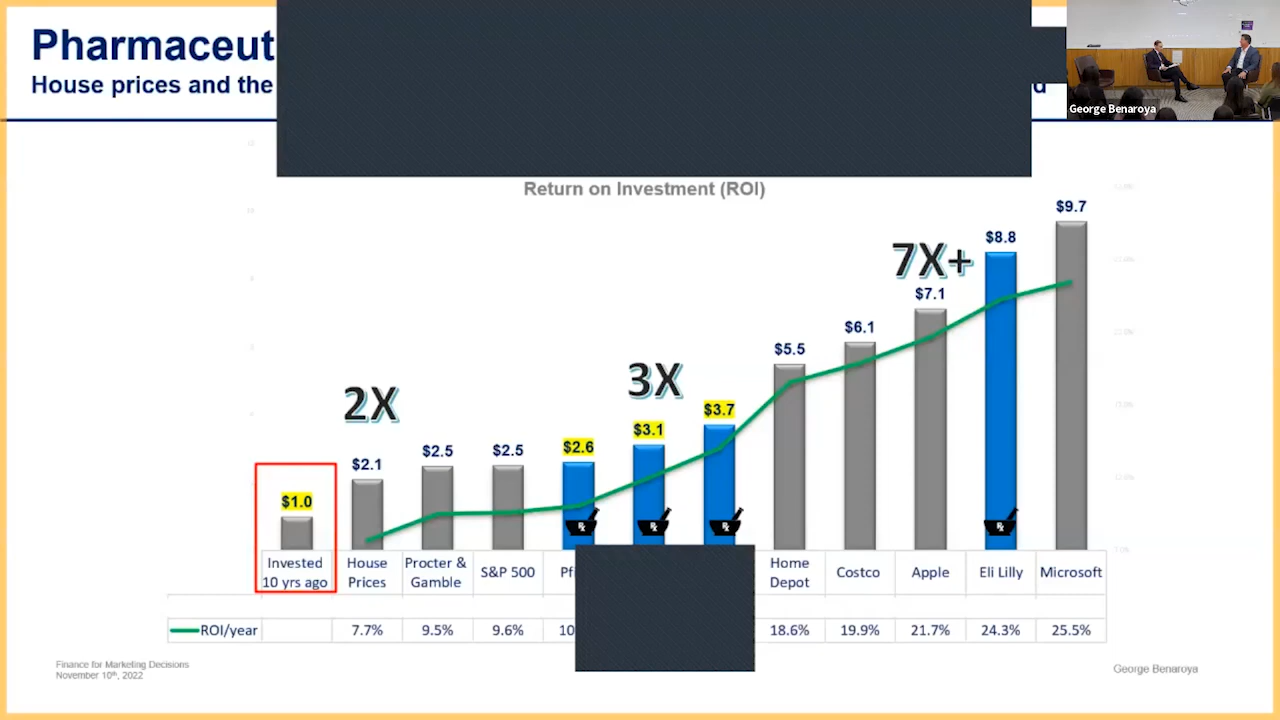 Pharmaceut
House prices and the
George Benaroya
Return on Investment (ROI)
$9.7
$8.8
7X+
$7.1
$6.1
$5.5
3X
2X
$3.7
$3.1
$2.6
$2.5
$2.5
$2.1
$1.0
Invested
10 yrs ago
House
Prices
Procter &
Gamble
S&P 500
Home
Depot
Costco
Apple
Eli Lilly
Microsoft
ROI/year 7.7% 9.5% 9.6% 10 18.6% 19.9% 21.7% 24.3% 25.5%
Finance for Marketing Decisions
November 10th, 2022
George Benaroya